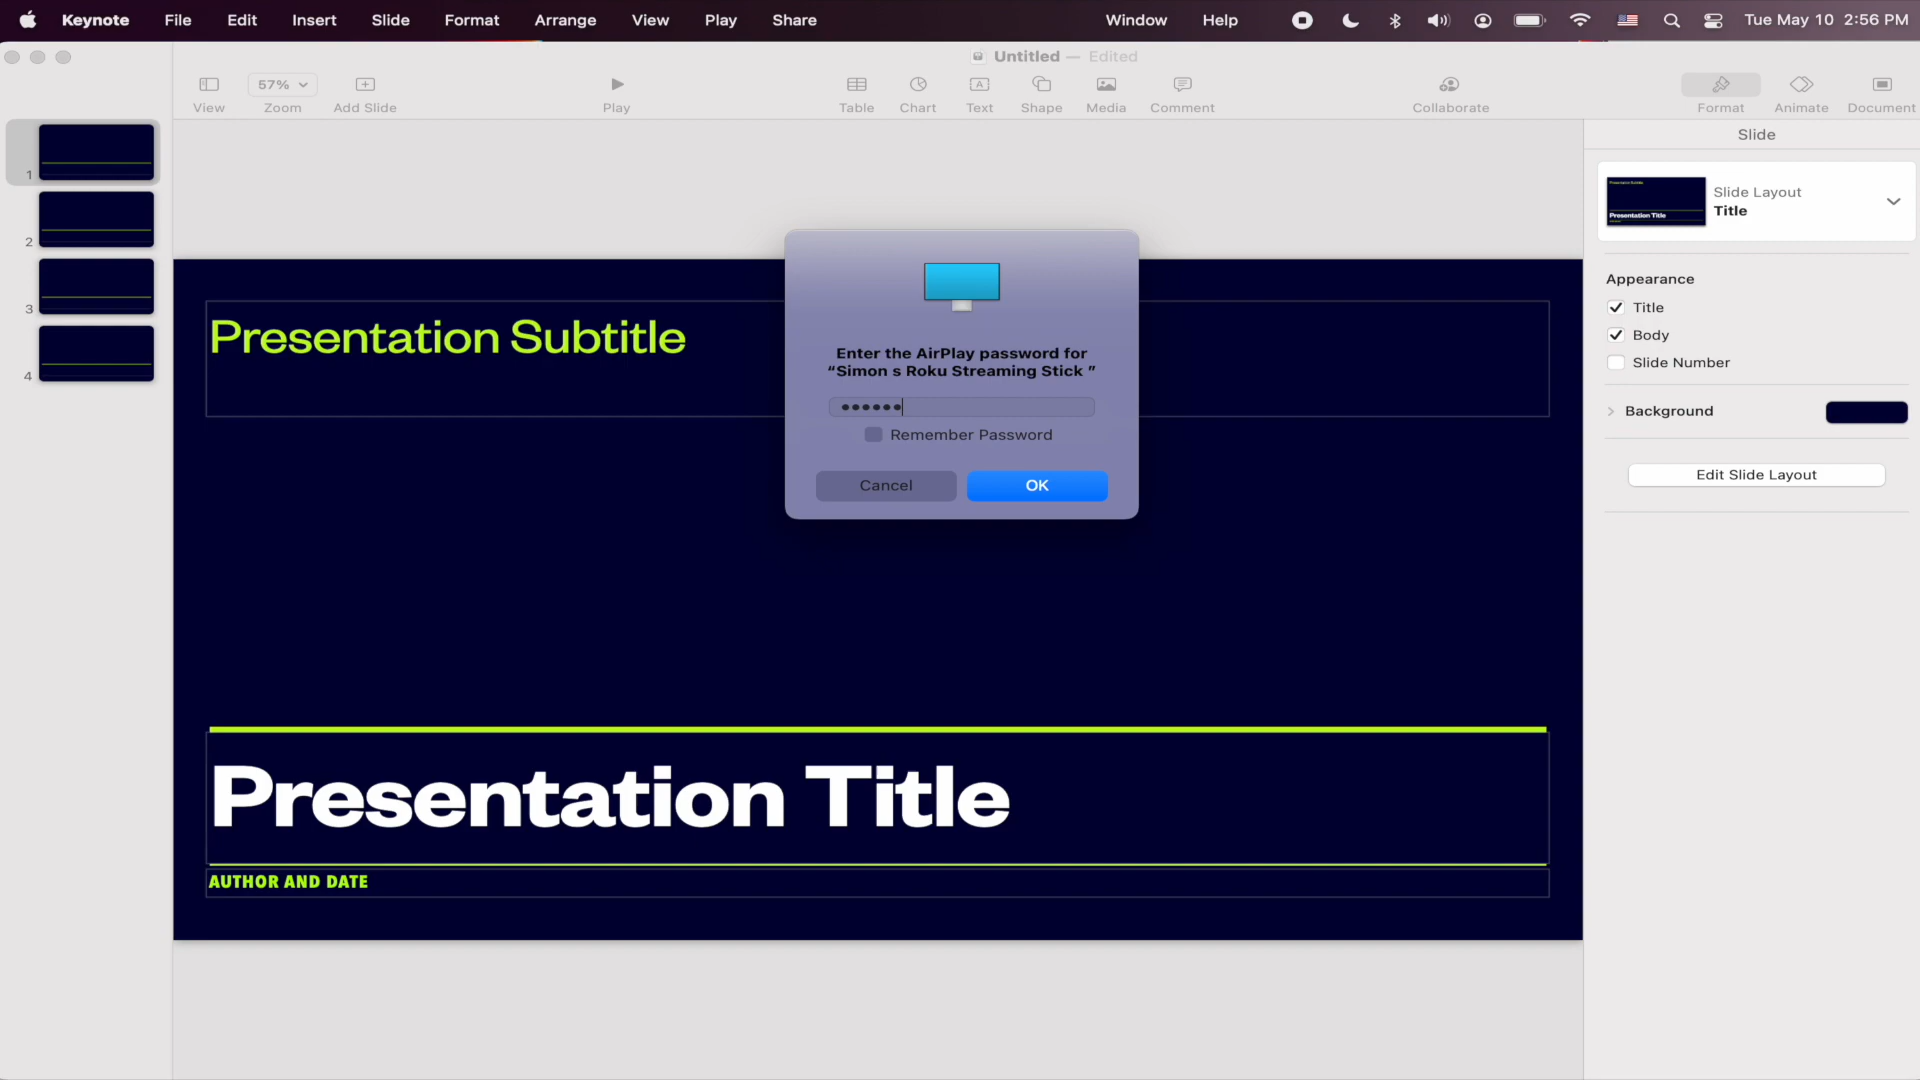 Keynote File Edit Insert Slide Format Arrange View Play Share Window Help Tue May 10 2:56 PM
Untitled — Edited
57%
View Zoom Add Slide Play Table Chart Text Shape Media Comment Collaborate Format Animate Document
Slide
1
2
3
4
Slide Layout
Title
Appearance
Title
Body
Slide Number
Background
Edit Slide Layout
Enter the AirPlay password for
“Simon s Roku Streaming Stick ”
••••••
Remember Password
Cancel OK
Presentation Subtitle
Presentation Title
AUTHOR AND DATE
Presentation Title